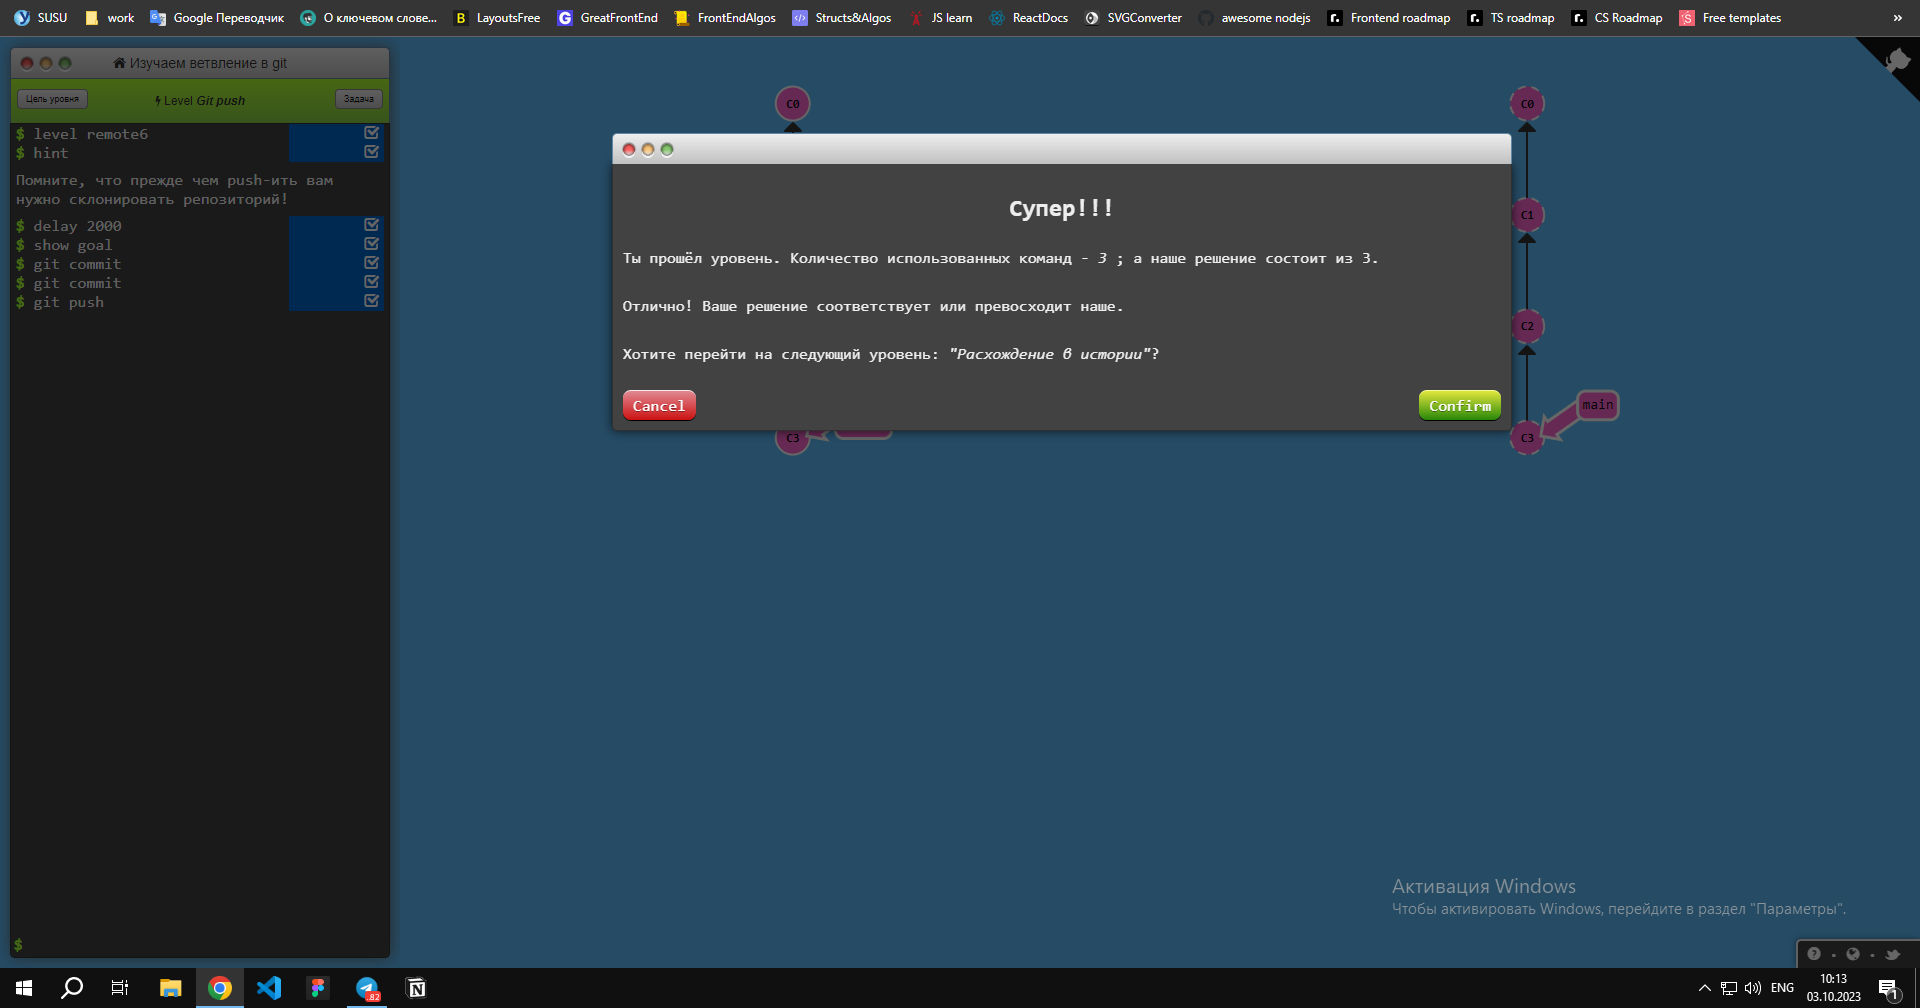 SUSU
work
Google Переводчик
О ключевом слове...
LayoutsFree
GreatFrontEnd
FrontEndAlgos
Structs&Algos
JS learn
ReactDocs
SVGConverter
awesome nodejs
Frontend roadmap
TS roadmap
CS Roadmap
Free templates
»
Изучаем ветвление в git
Цель уровня
Level Git push
Задача
$ level remote6
$ hint
Помните, что прежде чем push-ить вам
нужно склонировать репозиторий!
$ delay 2000
$ show goal
$ git commit
$ git commit
$ git push
$
C0
C3
Супер!!!
Ты прошёл уровень. Количество использованных команд - 3 ; а наше решение состоит из 3.
Отлично! Ваше решение соответствует или превосходит наше.
Хотите перейти на следующий уровень: "Расхождение в истории"?
Cancel
Confirm
C0
C1
C2
C3
main
Активация Windows
Чтобы активировать Windows, перейдите в раздел "Параметры".
82
ENG
10:13
03.10.2023
1